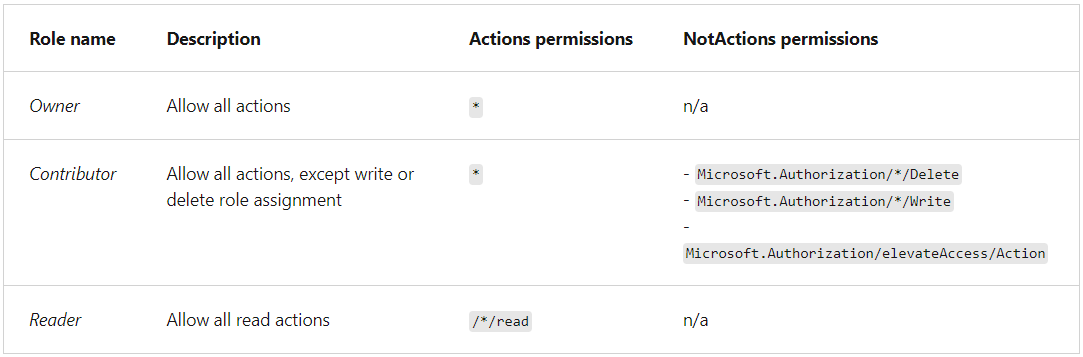 Role name Description Actions permissions NotActions permissions
Owner Allow all actions * n/a
Contributor Allow all actions, except write or * - Microsoft.Authorization/*/Delete
delete role assignment - Microsoft.Authorization/*/Write
-
Microsoft.Authorization/elevateAccess/Action
Reader Allow all read actions /*/read n/a